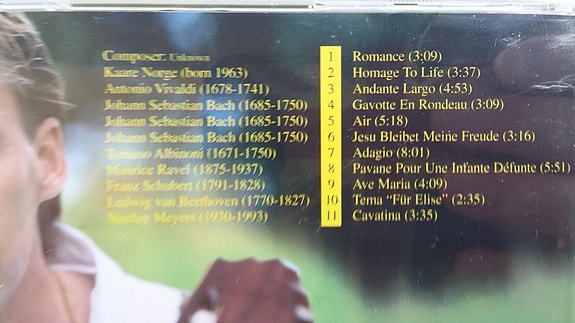 Composer: Unknown 1 Romance (3:09)
Kaare Norge (born 1963) 2 Homage To Life (3:37)
Antonio Vivaldi (1678-1741) 3 Andante Largo (4:53)
Johann Sebastian Bach (1685-1750) 4 Gavotte En Rondeau (3:09)
Johann Sebastian Bach (1685-1750) 5 Air (5:18)
Johann Sebastian Bach (1685-1750) 6 Jesu Bleibet Meine Freude (3:16)
Tomaso Albinoni (1671-1750) 7 Adagio (8:01)
Maurice Ravel (1875-1937) 8 Pavane Pour Une Infante Défunte (5:51)
Franz Schubert (1791-1828) 9 Ave Maria (4:09)
Ludwig van Beethoven (1770-1827) 10 Tema "Für Elise" (2:35)
Stanley Meyers (1930-1993) 11 Cavatina (3:35)